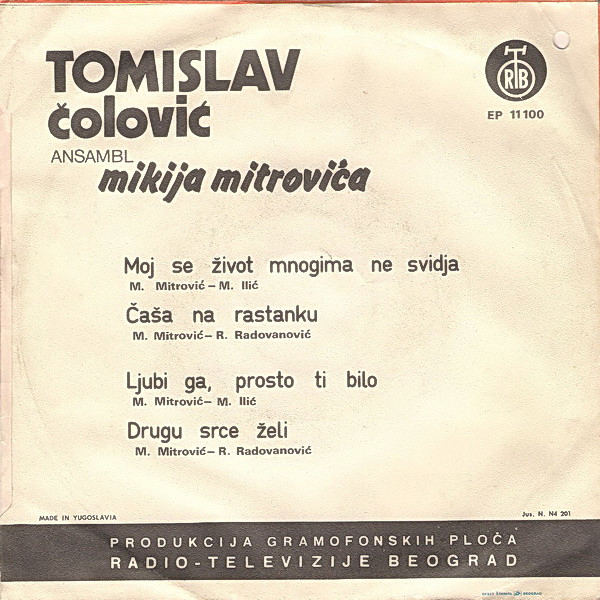 TOMISLAV
čolović
ANSAMBL
mikija mitrovića
RTB
EP 11100
Moj se život mnogima ne svidja
M. Mitrović – M. Ilić
Čaša na rastanku
M. Mitrović – R. Radovanović
Ljubi ga, prosto ti bilo
M. Mitrović – M. Ilić
Drugu srce želi
M. Mitrović – R. Radovanović
MADE IN YUGOSLAVIA
Jus. N. N4 201
PRODUKCIJA GRAMOFONSKIH PLOČA
RADIO-TELEVIZIJE BEOGRAD
BEOGRAD